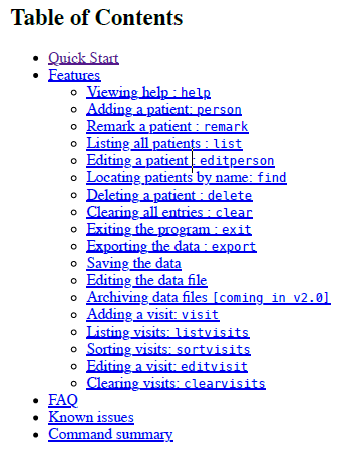 Table of Contents
Quick Start
Features
Viewing help : help
Adding a patient: person
Remark a patient : remark
Listing all patients : list
Editing a patient : editperson
Locating patients by name: find
Deleting a patient : delete
Clearing all entries : clear
Exiting the program : exit
Exporting the data : export
Saving the data
Editing the data file
Archiving data files [coming in v2.0]
Adding a visit: visit
Listing visits: listvisits
Sorting visits: sortvisits
Editing a visit: editvisit
Clearing visits: clearvisits
FAQ
Known issues
Command summary